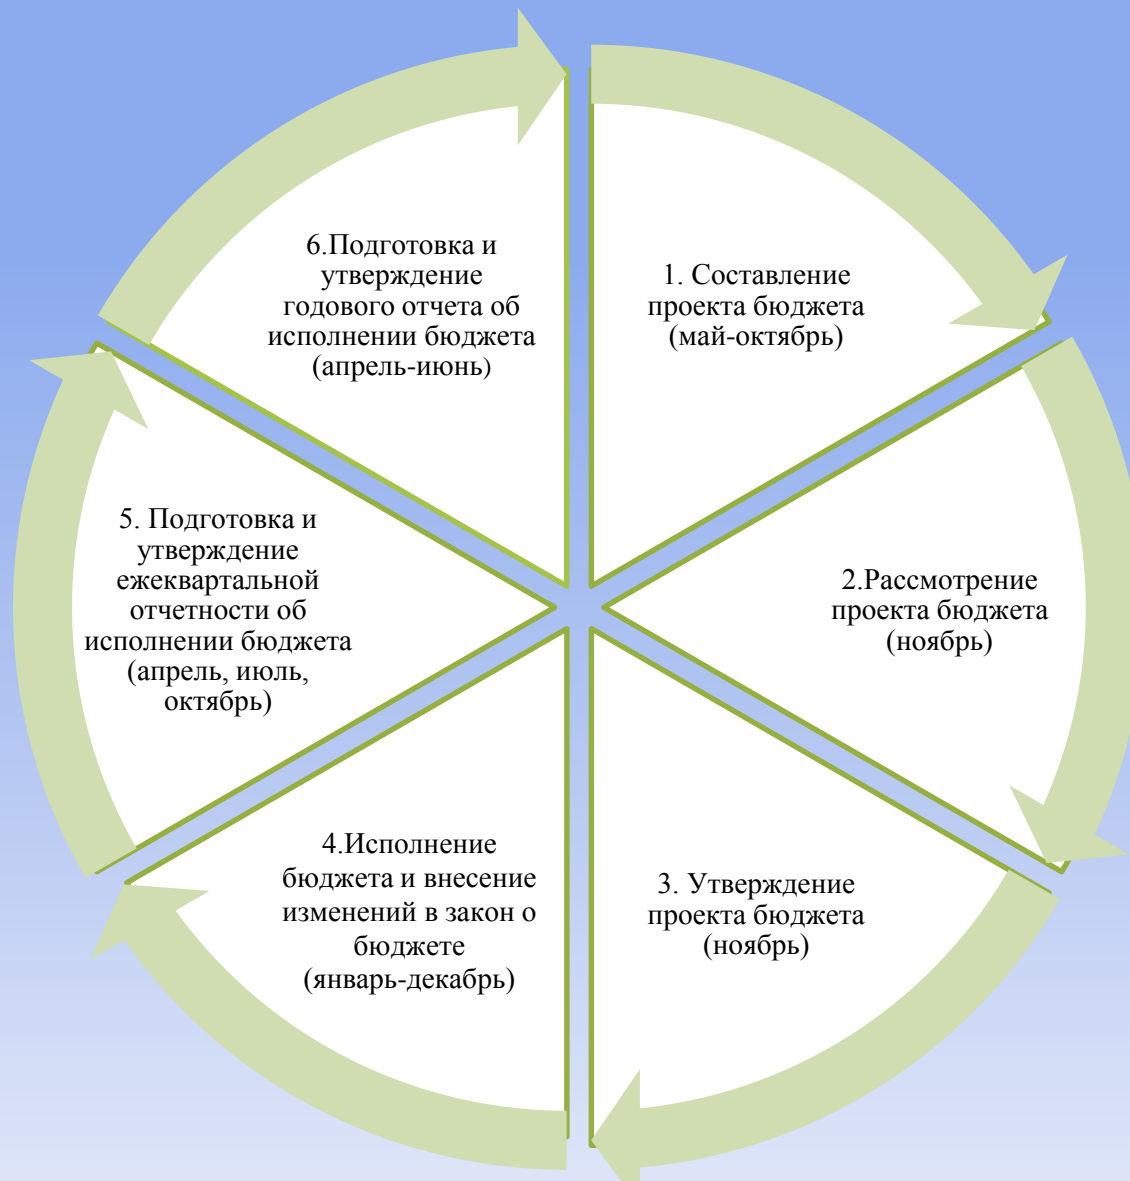 1. Составление
проекта бюджета
(май-октябрь)
2.Рассмотрение
проекта бюджета
(ноябрь)
3. Утверждение
проекта бюджета
(ноябрь)
4.Исполнение
бюджета и внесение
изменений в закон о
бюджете
(январь-декабрь)
5. Подготовка и
утверждение
ежеквартальной
отчетности об
исполнении бюджета
(апрель, июль,
октябрь)
6.Подготовка и
утверждение
годового отчета об
исполнении бюджета
(апрель-июнь)